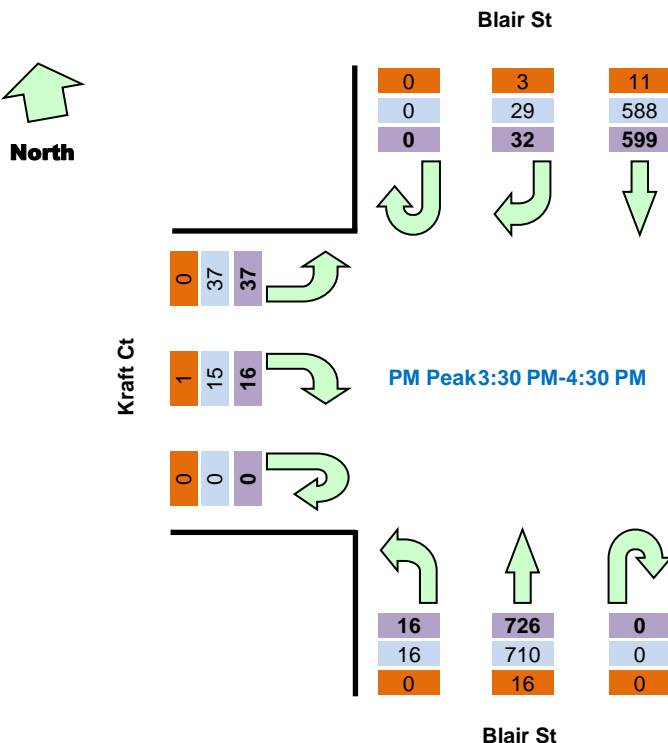 Blair St
0 3 11
0 29 588
0 32 599
North
0 37 37
Kraft Ct
1 15 16
PM Peak3:30 PM-4:30 PM
0 0 0
16 726 0
16 710 0
0 16 0
Blair St